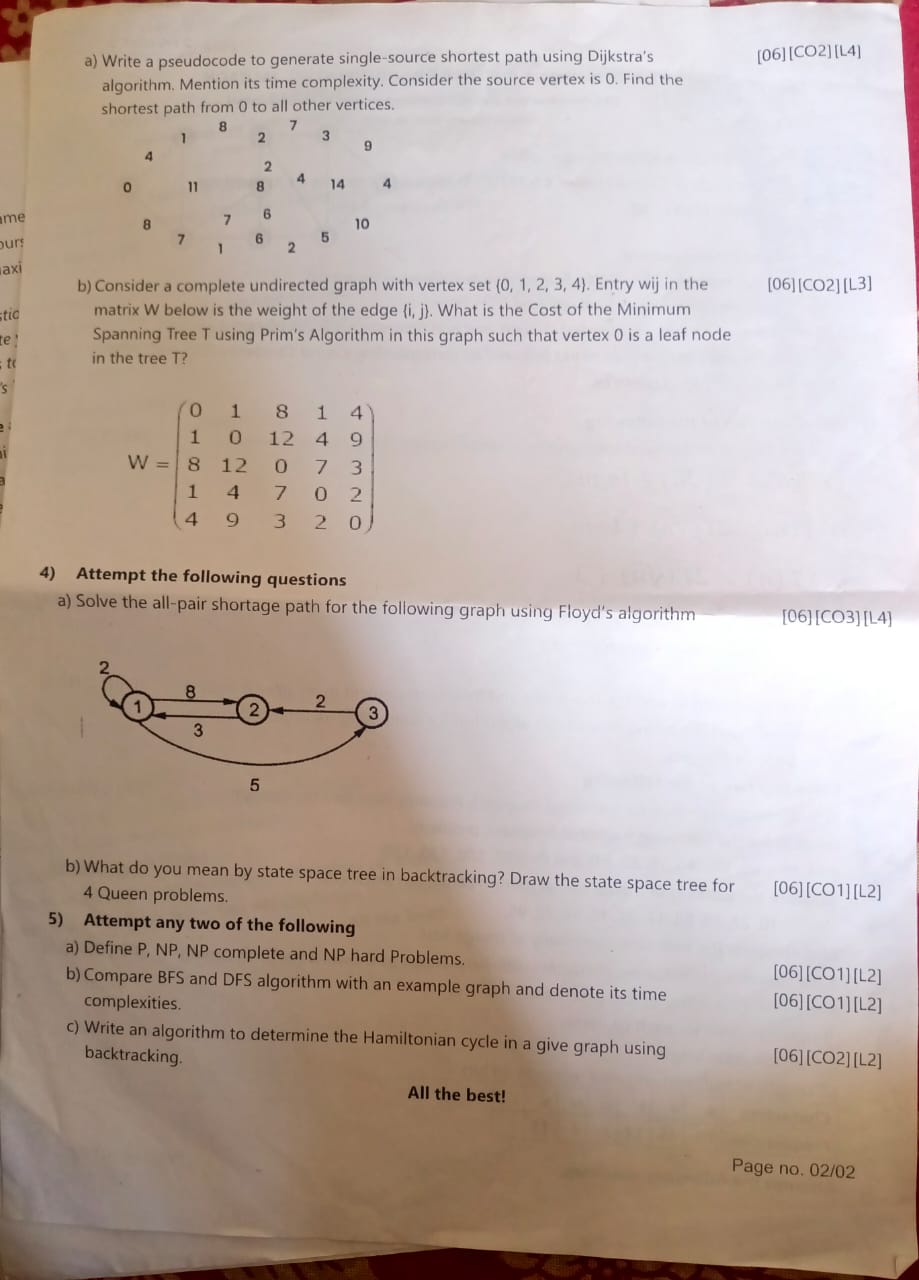 a) Write a pseudocode to generate single-source shortest path using Dijkstra's [06][CO2][L4]
algorithm. Mention its time complexity. Consider the source vertex is 0. Find the
shortest path from 0 to all other vertices.
1 8 2 7 3 9
4 2
0 11 8 4 14 4
8 7 6 10
7 1 6 2 5
b) Consider a complete undirected graph with vertex set {0, 1, 2, 3, 4}. Entry wij in the [06][CO2][L3]
matrix W below is the weight of the edge {i, j}. What is the Cost of the Minimum
Spanning Tree T using Prim's Algorithm in this graph such that vertex 0 is a leaf node
in the tree T?
0 1 8 1 4
1 0 12 4 9
W = 8 12 0 7 3
1 4 7 0 2
4 9 3 2 0
4) Attempt the following questions
a) Solve the all-pair shortage path for the following graph using Floyd's algorithm [06][CO3][L4]
2
8 2
1 2 3
3
5
b) What do you mean by state space tree in backtracking? Draw the state space tree for [06][CO1][L2]
4 Queen problems.
5) Attempt any two of the following
a) Define P, NP, NP complete and NP hard Problems. [06][CO1][L2]
b) Compare BFS and DFS algorithm with an example graph and denote its time [06][CO1][L2]
complexities.
c) Write an algorithm to determine the Hamiltonian cycle in a give graph using [06][CO2][L2]
backtracking.
All the best!
Page no. 02/02